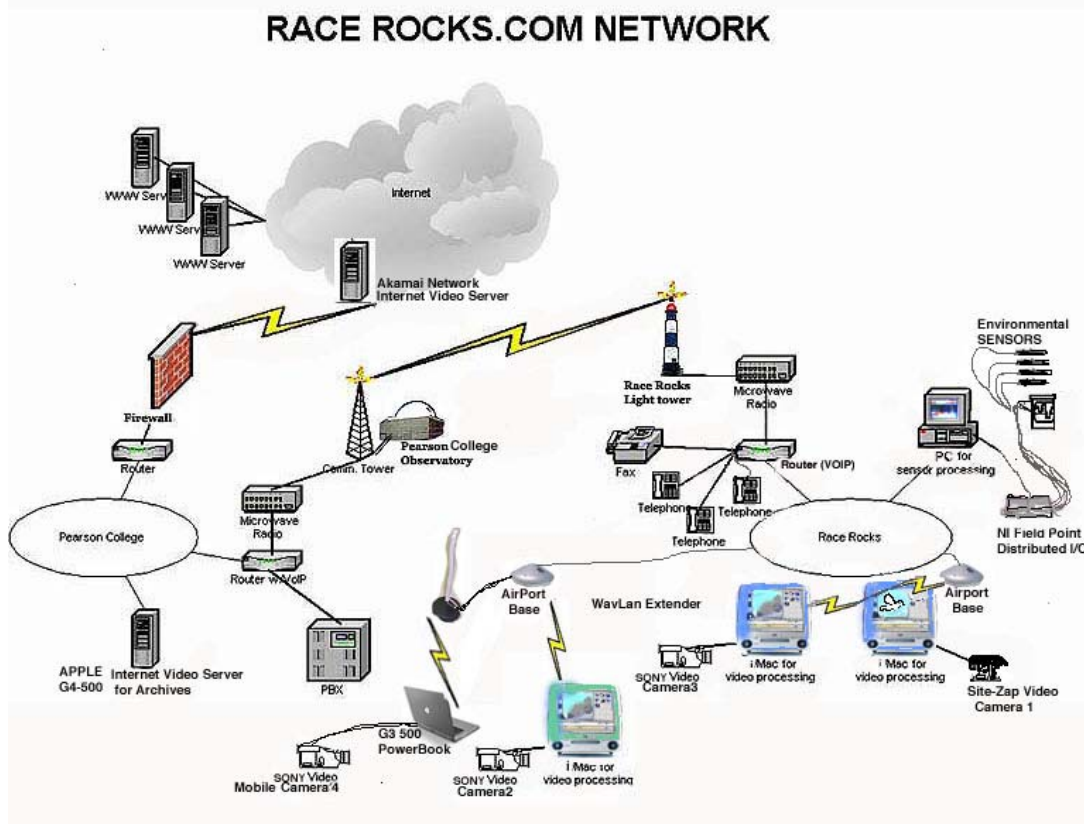 RACE ROCKS.COM NETWORK
Internet
WWW Serv
WWW Serv
WWW Server
Akamai Network
Internet Video Server
Environmental
SENSORS
Race Rocks
Light tower
Microwave
Radio
Firewall
Pearson College
Observatory
Router
Comm. Tower
Fax
Router (VOIP)
PC for
sensor processing
Telephone
Telephone
Telephone
Microwave
Radio
Pearson College
Race Rocks
NI Field Point
Distributed I/O
Router w/VoIP
AirPort
Base
WavLan Extender
Airport
Base
APPLE
G4-500
Internet Video Server
for Archives
PBX
SONY Video
Camera3
i/Mac for
video processing
i/Mac for
video processing
Site-Zap Video
Camera 1
G3 500
PowerBook
SONY Video
Mobile Camera'4
SONY Video
Camera2
i/Mac for
video processing